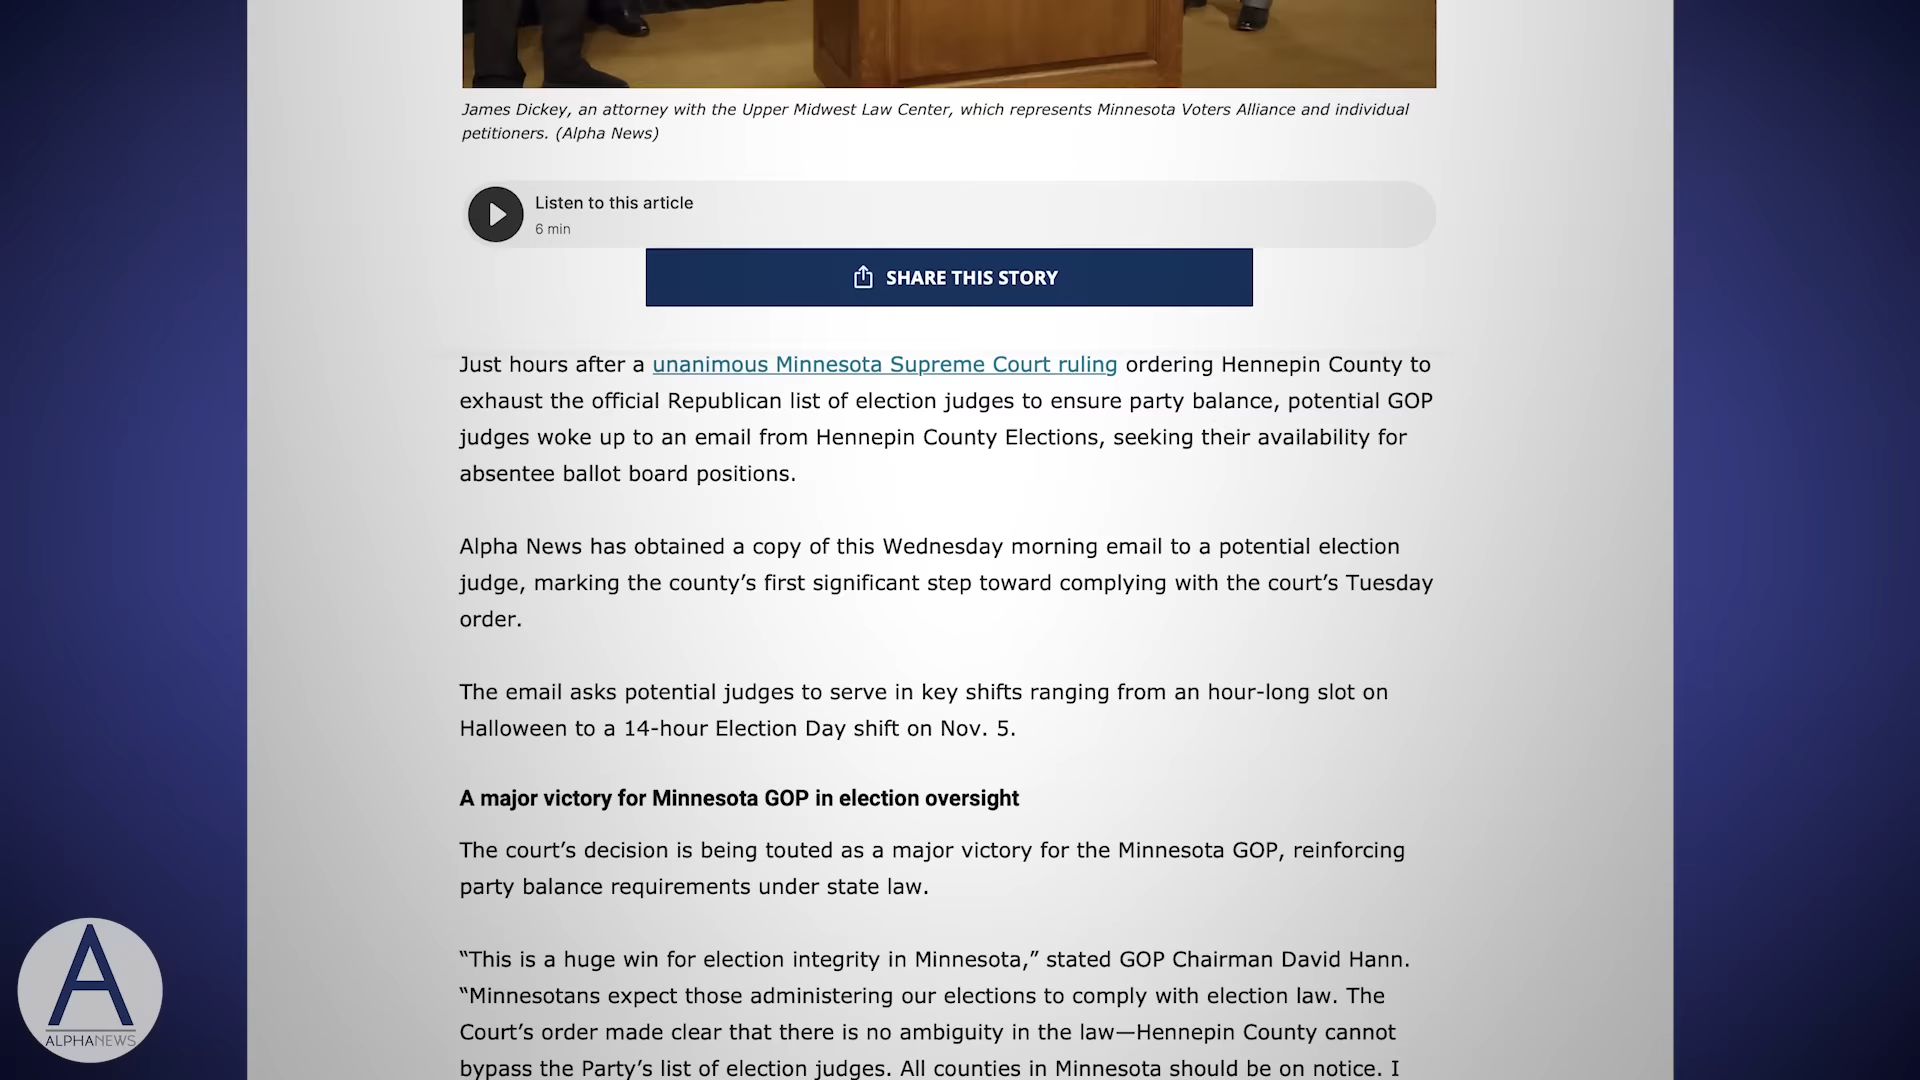 James Dickey, an attorney with the Upper Midwest Law Center, which represents Minnesota Voters Alliance and individual
petitioners. (Alpha News)
Listen to this article
6 min
SHARE THIS STORY
Just hours after a unanimous Minnesota Supreme Court ruling ordering Hennepin County to
exhaust the official Republican list of election judges to ensure party balance, potential GOP
judges woke up to an email from Hennepin County Elections, seeking their availability for
absentee ballot board positions.
Alpha News has obtained a copy of this Wednesday morning email to a potential election
judge, marking the county’s first significant step toward complying with the court’s Tuesday
order.
The email asks potential judges to serve in key shifts ranging from an hour-long slot on
Halloween to a 14-hour Election Day shift on Nov. 5.
A major victory for Minnesota GOP in election oversight
The court’s decision is being touted as a major victory for the Minnesota GOP, reinforcing
party balance requirements under state law.
“This is a huge win for election integrity in Minnesota,” stated GOP Chairman David Hann.
“Minnesotans expect those administering our elections to comply with election law. The
Court’s order made clear that there is no ambiguity in the law—Hennepin County cannot
bypass the Party’s list of election judges. All counties in Minnesota should be on notice. I
A
ALPHANEWS